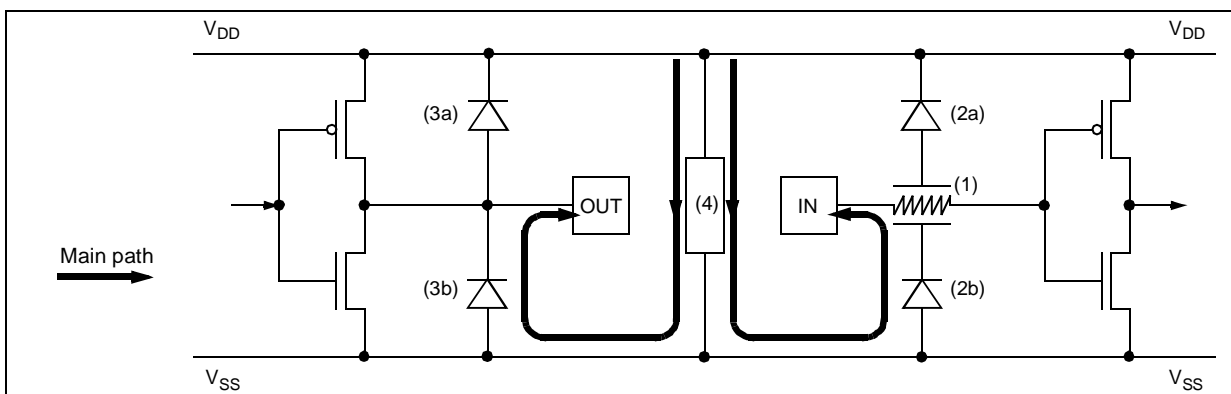 VDD VDD
(3a) (2a)
(1)
OUT (4) IN
Main path
(3b) (2b)
VSS VSS